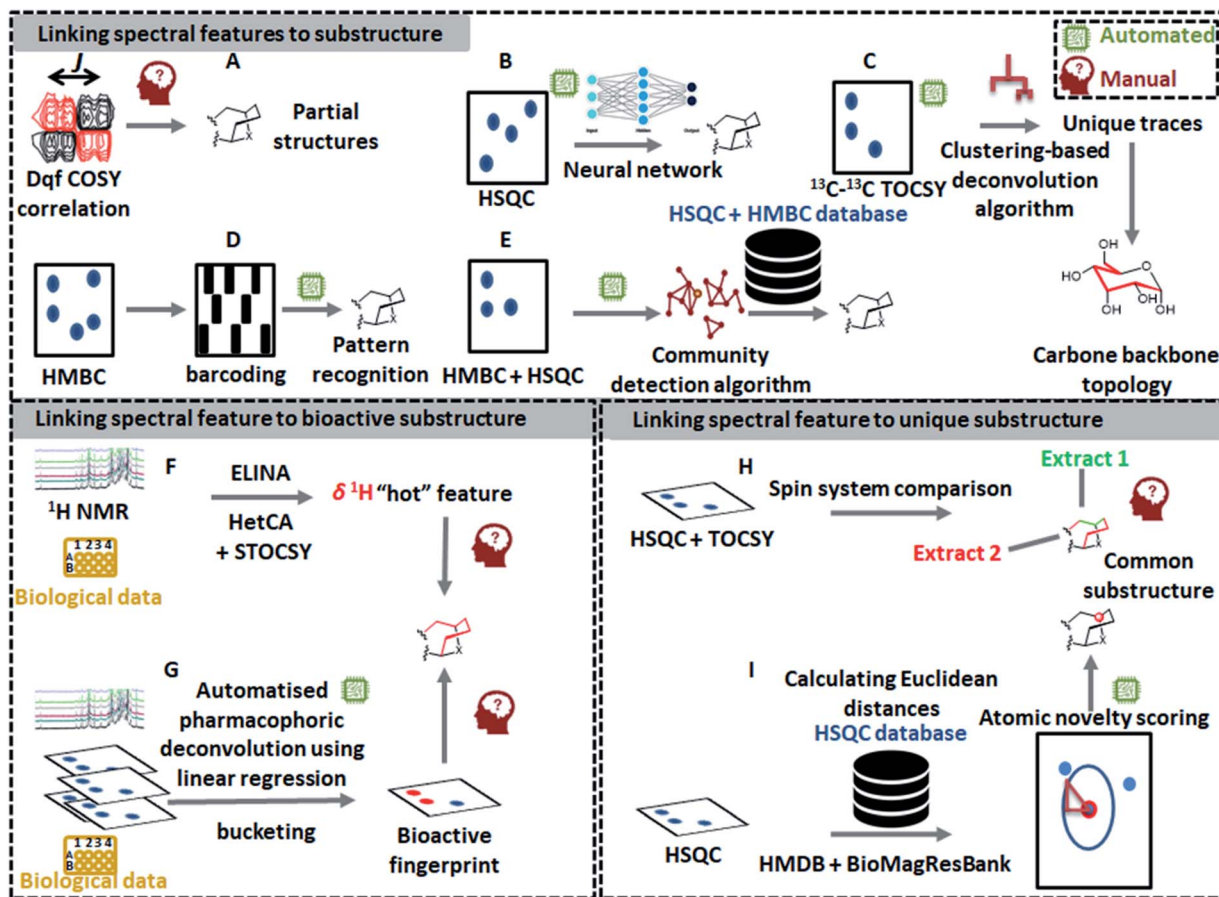 Linking spectral features to substructure
Automated
Manual
J
A
Partial
structures
Dqf COSY
correlation
B
Input
Hidden
Output
HSQC
Neural network
X
C
¹³C-¹³C TOCSY
Unique traces
Clustering-based
deconvolution
algorithm
OH
HO
O
HO
OH
OH
Carbone backbone
topology
D
HMBC
barcoding
Pattern
recognition
X
E
HSQC + HMBC database
HMBC + HSQC
Community
detection algorithm
X
Linking spectral feature to bioactive substructure
F
¹H NMR
1 2 3 4
A
B
Biological data
ELINA
HetCA
+ STOCSY
δ ¹H “hot” feature
?
X
G
Automatised
pharmacophoric
deconvolution using
linear regression
bucketing
?
Bioactive
fingerprint
1 2 3 4
A
B
Biological data
Linking spectral feature to unique substructure
H
HSQC + TOCSY
Spin system comparison
Extract 1
?
Extract 2
X
Common
substructure
X
I
Calculating Euclidean
distances
HSQC database
Atomic novelty scoring
HSQC
HMDB + BioMagResBank